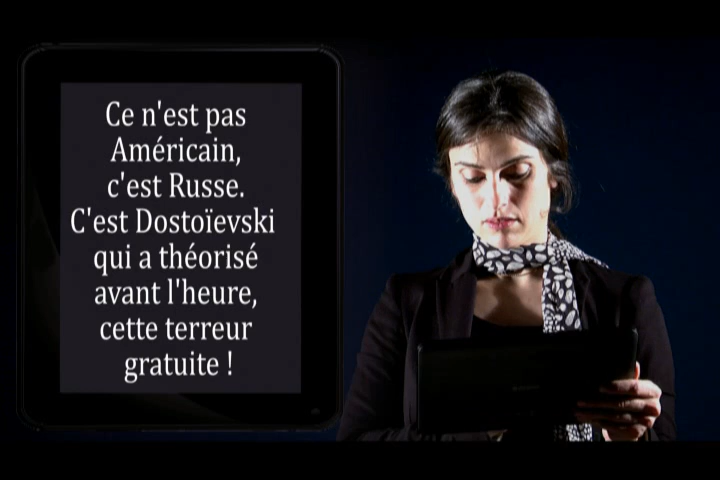 Ce n'est pas
Américain,
c'est Russe.
C'est Dostoïevski
qui a théorisé
avant l'heure,
cette terreur
gratuite !